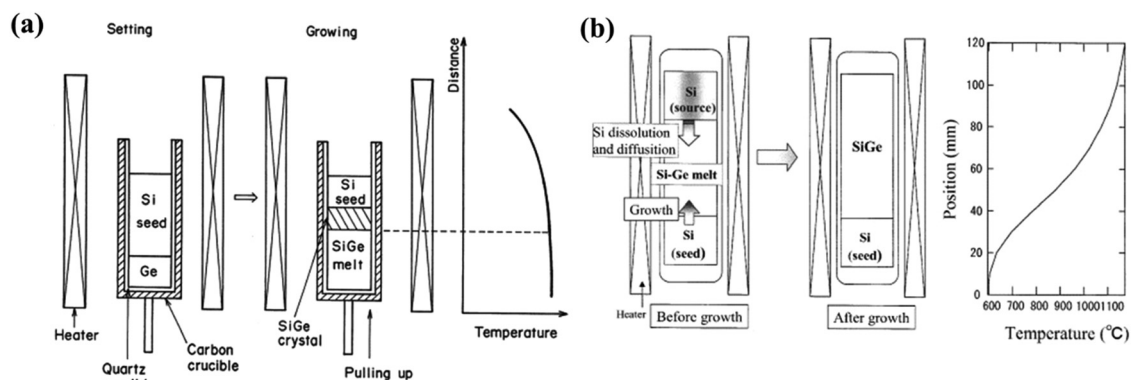 (a)
Setting
Growing
Si
seed
Ge
Heater
Quartz
Carbon
crucible
Si
seed
SiGe
melt
SiGe
crystal
Pulling up
Distance
Temperature
(b)
Si
(source)
Si dissolution
and diffusition
Si-Ge melt
Growth
Si
(seed)
Heater
Before growth
SiGe
Si
(seed)
After growth
Position (mm)
120
100
80
60
40
20
0
600 700 800 900 1000 1100
Temperature (℃)